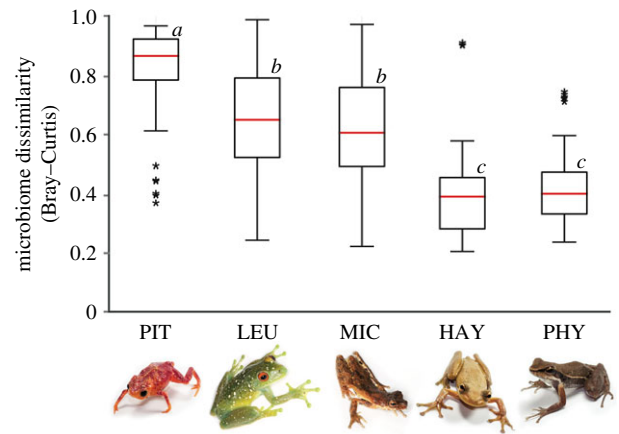 microbiome dissimilarity
(Bray–Curtis)
1.0
0.8
0.6
0.4
0.2
0
a
b
b
c
c
PIT LEU MIC HAY PHY